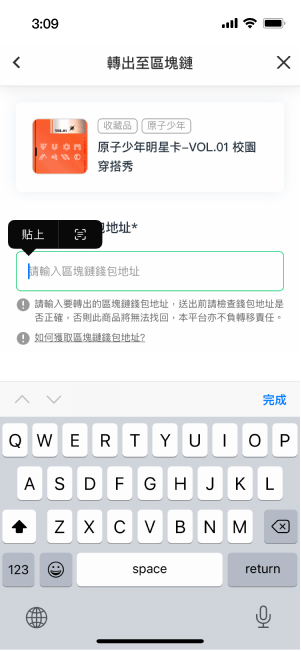 3:09
轉出至區塊鏈
收藏品 原子少年
原子少年明星卡-VOL.01 校園
穿搭秀
包地址*
貼上
請輸入區塊鏈錢包地址
請輸入要轉出的區塊鏈錢包地址，送出前請檢查錢包地址是
否正確，否則此商品將無法找回，本平台亦不負轉移責任。
如何獲取區塊鏈錢包地址?
完成
Q W E R T Y U I O P
A S D F G H J K L
Z X C V B N M
123 space return